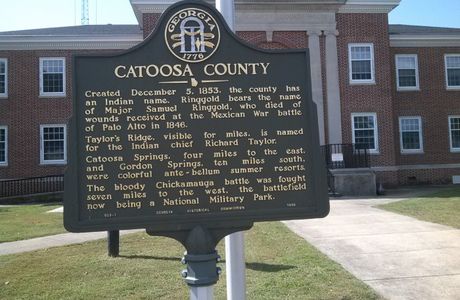 GEORGIA
1776
CATOOSA COUNTY
Created December 5, 1853, the county has
an Indian name. Ringgold bears the name
of Major Samuel Ringgold, who died of
wounds received at the Mexican War battle
of Palo Alto in 1846.
Taylor's Ridge, visible for miles, is named
for the Indian chief Richard Taylor.
Catoosa Springs, four miles to the east,
and Gordon Springs, ten miles south,
were colorful ante-bellum summer resorts.
The bloody Chickamauga battle was fought
seven miles to the west, the battlefield
now being a National Military Park.
GEORGIA HISTORICAL COMMISSION